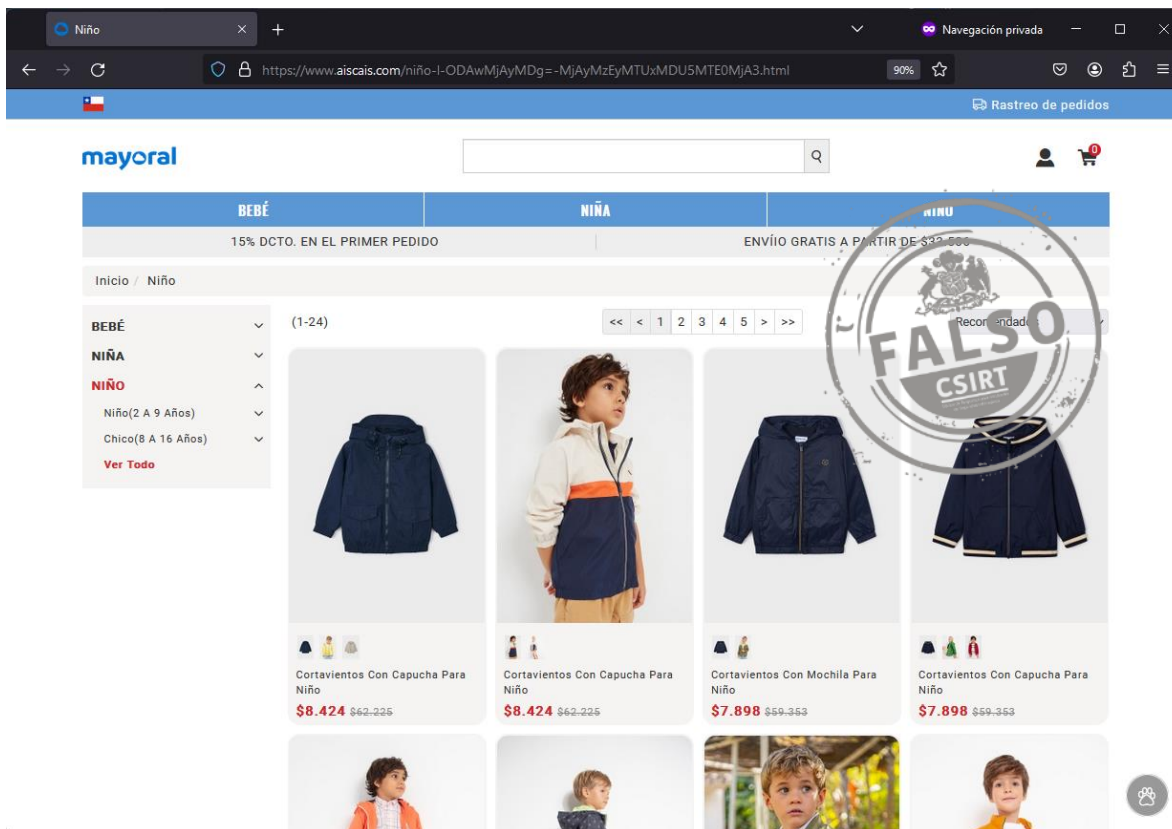 Niño
Navegación privada
https://www.aiscais.com/niño-l-ODAwMjAyMDg=-MjAyMzEyMTUxMDU5MTE0MjA3.html
90%
Rastreo de pedidos
mayoral
0
BEBÉ NIÑA NIÑO
15% DCTO. EN EL PRIMER PEDIDO ENVÍIO GRATIS A PARTIR DE
Inicio / Niño
BEBÉ
NIÑA
NIÑO
Niño(2 A 9 Años)
Chico(8 A 16 Años)
Ver Todo
(1-24) << < 1 2 3 4 5 > >> Recomendados
FALSO
CSIRT
Cortavientos Con Capucha Para
Niño
$8.424 $62.225
Cortavientos Con Capucha Para
Niño
$8.424 $62.225
Cortavientos Con Mochila Para
Niño
$7.898 $59.353
Cortavientos Con Capucha Para
Niño
$7.898 $59.353